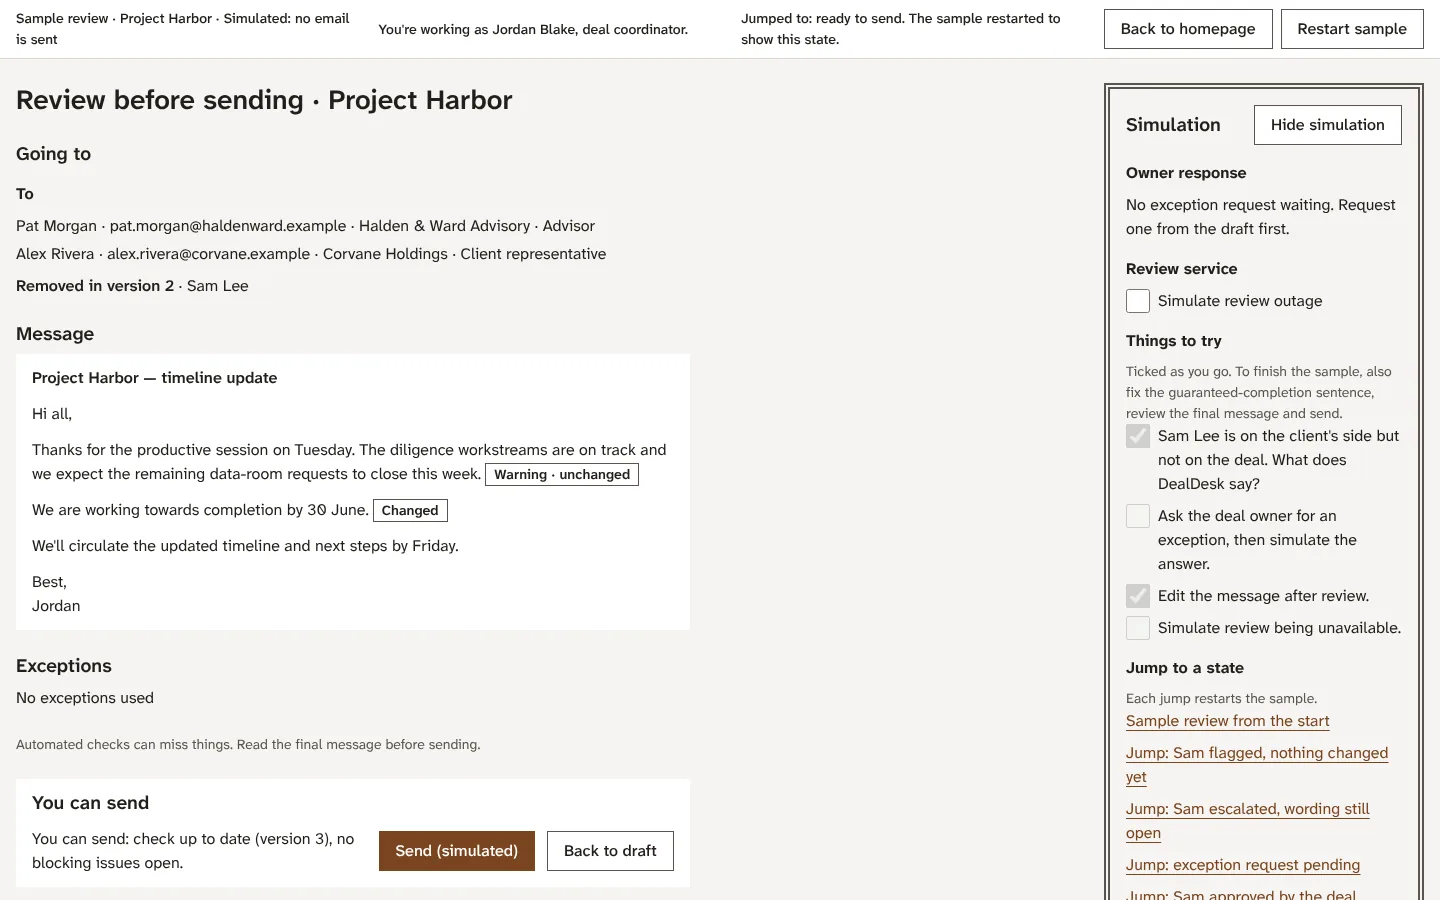 Sample review · Project Harbor · Simulated: no email
is sent
You're working as Jordan Blake, deal coordinator.
Jumped to: ready to send. The sample restarted to
show this state.
Back to homepage
Restart sample
Review before sending · Project Harbor
Going to
To
Pat Morgan · pat.morgan@haldenward.example · Halden & Ward Advisory · Advisor
Alex Rivera · alex.rivera@corvane.example · Corvane Holdings · Client representative
Removed in version 2 · Sam Lee
Message
Project Harbor — timeline update
Hi all,
Thanks for the productive session on Tuesday. The diligence workstreams are on track and
we expect the remaining data-room requests to close this week. Warning · unchanged
We are working towards completion by 30 June. Changed
We'll circulate the updated timeline and next steps by Friday.
Best,
Jordan
Exceptions
No exceptions used
Automated checks can miss things. Read the final message before sending.
You can send
You can send: check up to date (version 3), no
blocking issues open.
Send (simulated)
Back to draft
Simulation
Hide simulation
Owner response
No exception request waiting. Request
one from the draft first.
Review service
Simulate review outage
Things to try
Ticked as you go. To finish the sample, also
fix the guaranteed-completion sentence,
review the final message and send.
Sam Lee is on the client's side but
not on the deal. What does
DealDesk say?
Ask the deal owner for an
exception, then simulate the
answer.
Edit the message after review.
Simulate review being unavailable.
Jump to a state
Each jump restarts the sample.
Sample review from the start
Jump: Sam flagged, nothing changed
yet
Jump: Sam escalated, wording still
open
Jump: exception request pending
Jump: Sam approved by the deal